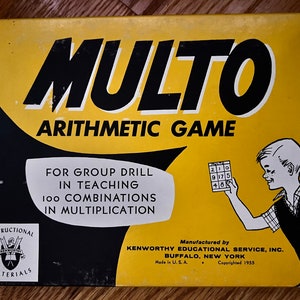 MULTO
ARITHMETIC GAME
FOR GROUP DRILL
IN TEACHING
100 COMBINATIONS
IN MULTIPLICATION
Manufactured by
KENWORTHY EDUCATIONAL SERVICE, INC.
BUFFALO, NEW YORK
Made in U. S. A. • Copyrighted 1955